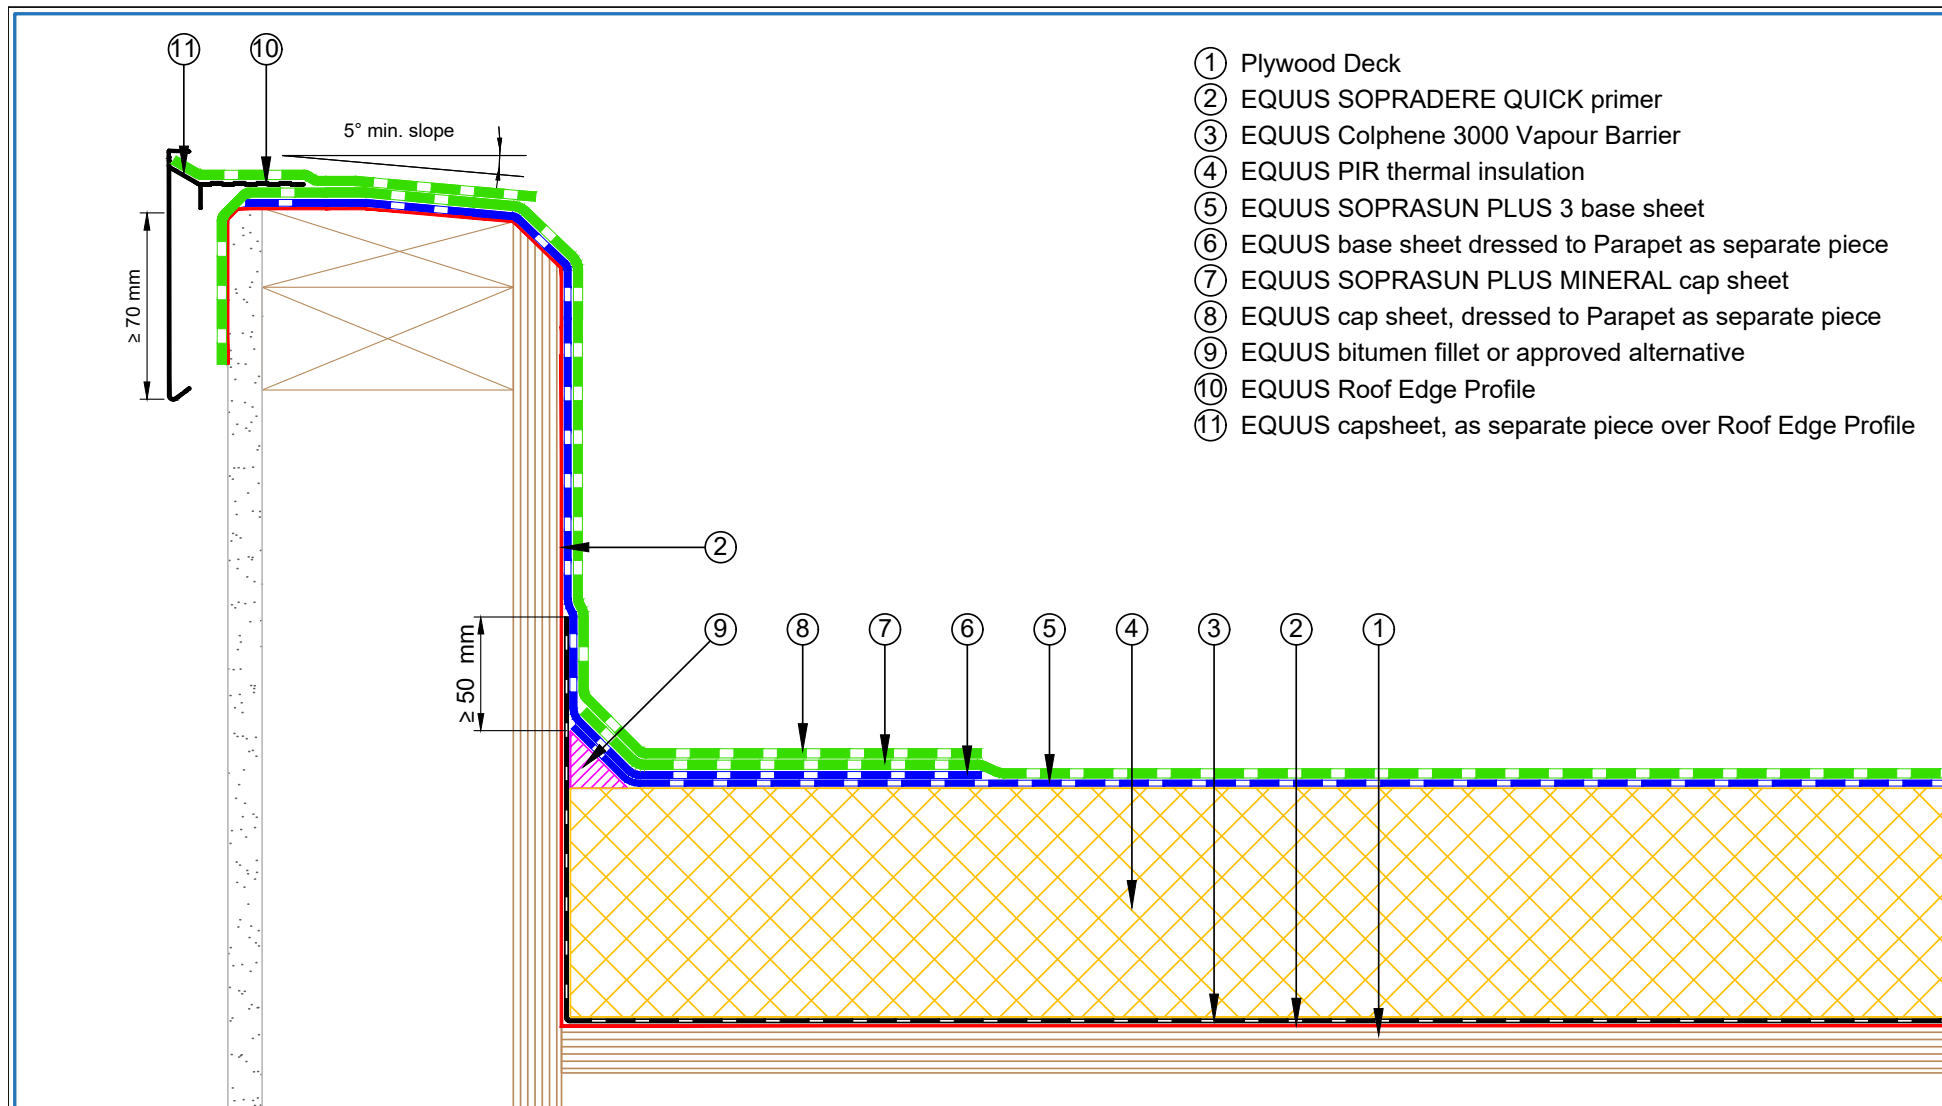 11 10
5° min. slope
≥ 70 mm
1 Plywood Deck
2 EQUUS SOPRADERE QUICK primer
3 EQUUS Colphene 3000 Vapour Barrier
4 EQUUS PIR thermal insulation
5 EQUUS SOPRASUN PLUS 3 base sheet
6 EQUUS base sheet dressed to Parapet as separate piece
7 EQUUS SOPRASUN PLUS MINERAL cap sheet
8 EQUUS cap sheet, dressed to Parapet as separate piece
9 EQUUS bitumen fillet or approved alternative
10 EQUUS Roof Edge Profile
11 EQUUS capsheet, as separate piece over Roof Edge Profile
2
≥ 50 mm
9 8 7 6 5 4 3 2 1